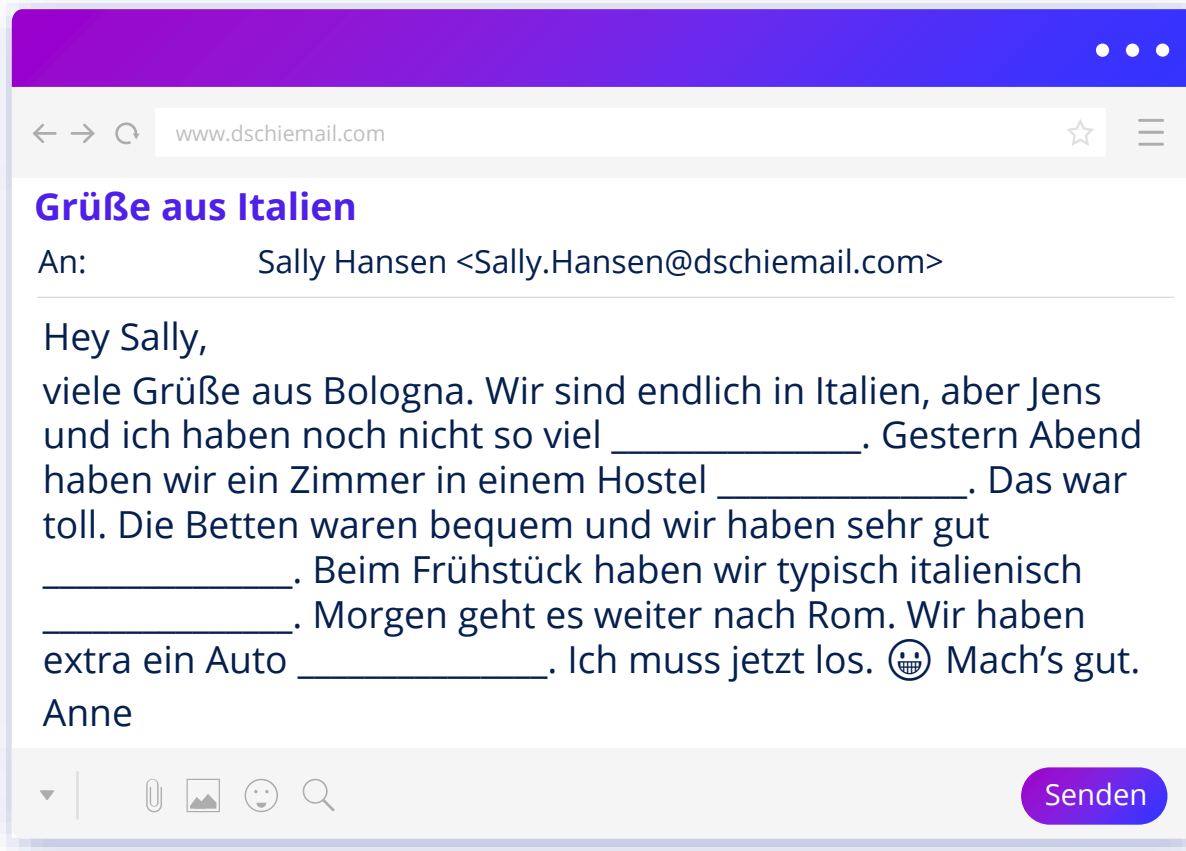 www.dschiemail.com
Grüße aus Italien
An: Sally Hansen <Sally.Hansen@dschiemail.com>
Hey Sally,
viele Grüße aus Bologna. Wir sind endlich in Italien, aber Jens
und ich haben noch nicht so viel ______________. Gestern Abend
haben wir ein Zimmer in einem Hostel ______________. Das war
toll. Die Betten waren bequem und wir haben sehr gut
______________. Beim Frühstück haben wir typisch italienisch
______________. Morgen geht es weiter nach Rom. Wir haben
extra ein Auto ______________. Ich muss jetzt los. 😀 Mach’s gut.
Anne
Senden